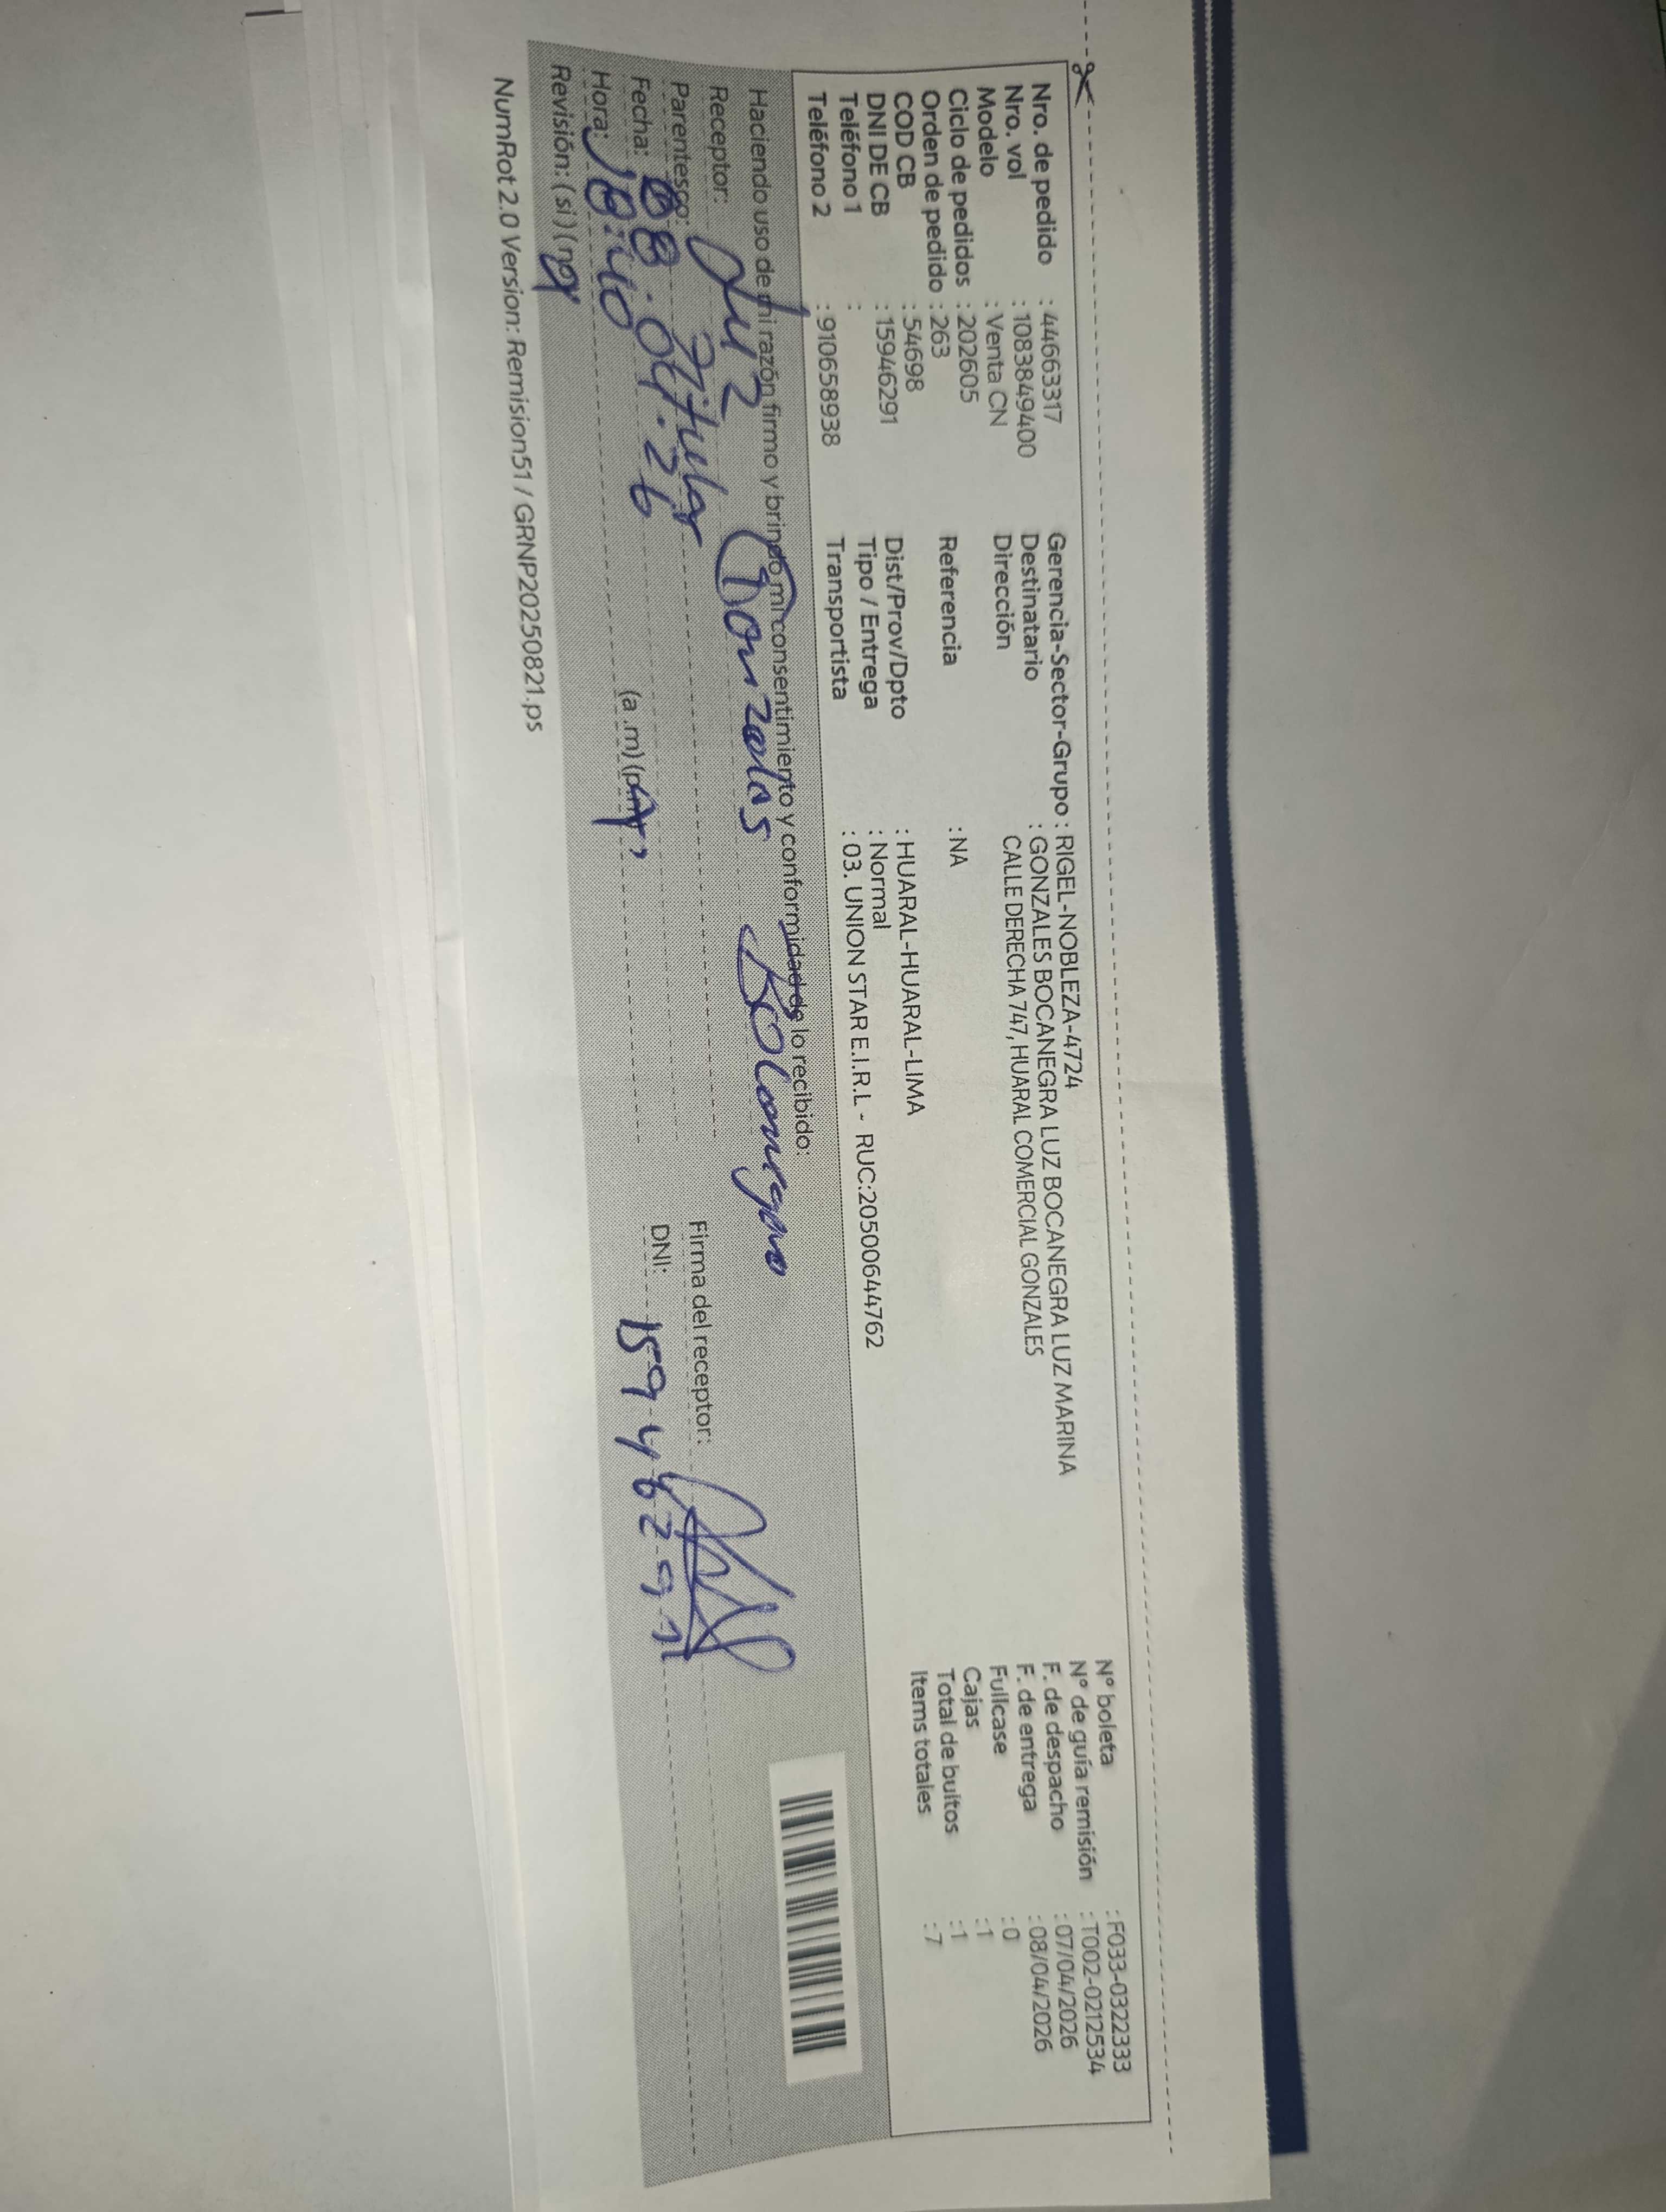 Nro. de pedido : 44663317
Nro. vol : 1083849400
Modelo : Venta CN
Ciclo de pedidos : 202605
Orden de pedido : 263
COD CB : 54698
DNI DE CB : 15946291
Teléfono 1 :
Teléfono 2 : 910658938
Gerencia-Sector-Grupo : RIGEL-NOBLEZA-4724
Destinatario : GONZALES BOCANEGRA LUZ BOCANEGRA LUZ MARINA
Dirección CALLE DERECHA 747, HUARAL COMERCIAL GONZALES
Referencia : NA
Dist/Prov/Dpto : HUARAL-HUARAL-LIMA
Tipo / Entrega : Normal
Transportista : 03. UNION STAR E.I.R.L - RUC:20500644762
N° boleta : F033-0322333
N° de guía remisión : T002-0212534
F. de despacho : 07/04/2026
F. de entrega : 08/04/2026
Fullcase : 0
Cajas : 1
Total de bultos : 1
Items totales : 7
Haciendo uso de mi razón firmo y brindo mi consentimiento y conformidad de lo recibido:
Receptor: Luz Gonzales
Firma del receptor:
Parentesco: Titular
DNI: 15946291
Fecha: 08.04.26
Hora: 18:40 (a .m) (p.m)
Revisión: (si) (no)
NumRot 2.0 Version: Remision51 / GRNP20250821.ps